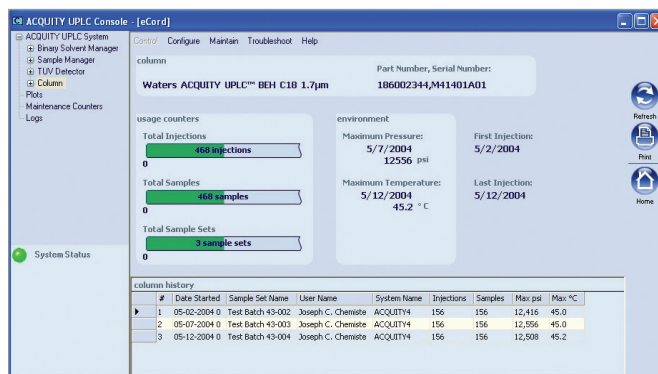 ACQUITY UPLC Console - [eCord]
ACQUITY UPLC System
Binary Solvent Manager
Sample Manager
TUV Detector
Column
Plots
Maintenance Counters
Logs
System Status
Control Configure Maintain Troubleshoot Help
column
Part Number, Serial Number:
Waters ACQUITY UPLC™ BEH C18 1.7µm 186002344,M41401A01
usage counters
Total Injections
468 injections
0
Total Samples
468 samples
0
Total Sample Sets
3 sample sets
0
environment
Maximum Pressure: First Injection:
5/7/2004 5/2/2004
12556 psi
Maximum Temperature: Last Injection:
5/12/2004 5/12/2004
45.2 °C
Refresh
Print
Home
column history
# Date Started Sample Set Name User Name System Name Injections Samples Max psi Max °C
1 05-02-2004 0 Test Batch 43-002 Joseph C. Chemiste ACQUITY4 156 156 12,416 45.0
2 05-07-2004 0 Test Batch 43-003 Joseph C. Chemiste ACQUITY4 156 156 12,556 45.0
3 05-12-2004 0 Test Batch 43-004 Joseph C. Chemiste ACQUITY4 156 156 12,508 45.2